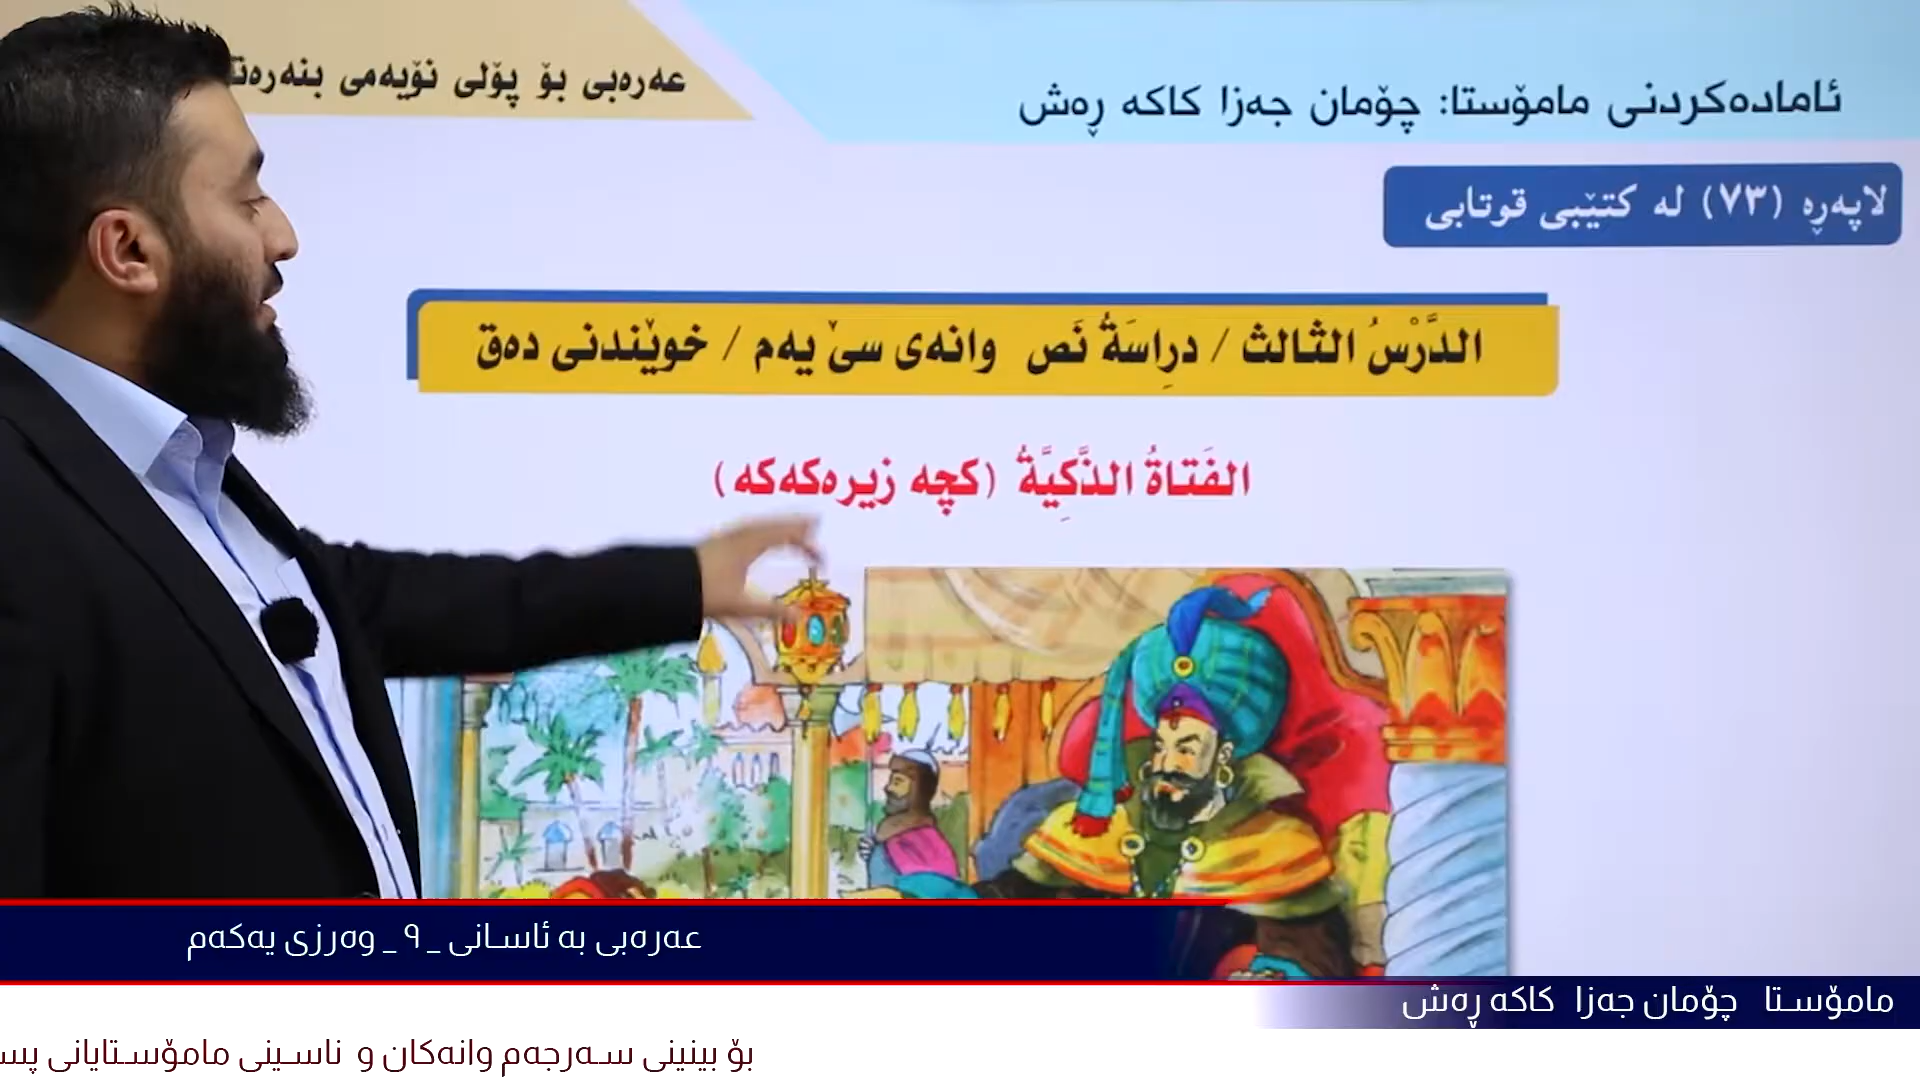 ئامادەکردنی مامۆستا: چۆمان جەزا کاکە ڕەش
عەرەبی بۆ پۆلی نۆیەمی
لاپەڕە (٧٣) لە کتێبی قوتابی
الدَّرْسُ الثالث / دراسَةُ نَص وانەی سێ یەم / خوێندنی دەق
الفَتاةُ الذَّكِيَّةُ (کچە زیرەکەکە)
عەرەبی بە ئاسانی _ ٩ _ وەرزی یەکەم
مامۆستا چۆمان جەزا کاکە ڕەش
بۆ بینینی سەرجەم وانەکان و ناسینی مامۆستایانی